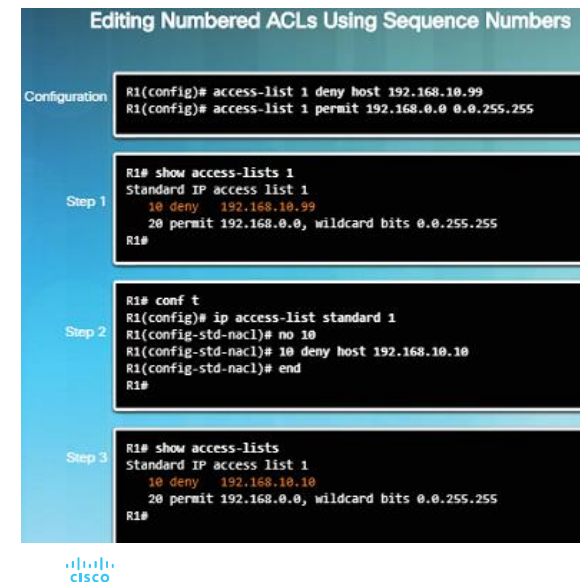 Editing Numbered ACLs Using Sequence Numbers
Configuration
R1(config)# access-list 1 deny host 192.168.10.99
R1(config)# access-list 1 permit 192.168.0.0 0.0.255.255
Step 1
R1# show access-lists 1
Standard IP access list 1
10 deny 192.168.10.99
20 permit 192.168.0.0, wildcard bits 0.0.255.255
R1#
Step 2
R1# conf t
R1(config)# ip access-list standard 1
R1(config-std-nacl)# no 10
R1(config-std-nacl)# 10 deny host 192.168.10.10
R1(config-std-nacl)# end
R1#
Step 3
R1# show access-lists
Standard IP access list 1
10 deny 192.168.10.10
20 permit 192.168.0.0, wildcard bits 0.0.255.255
R1#
CISCO